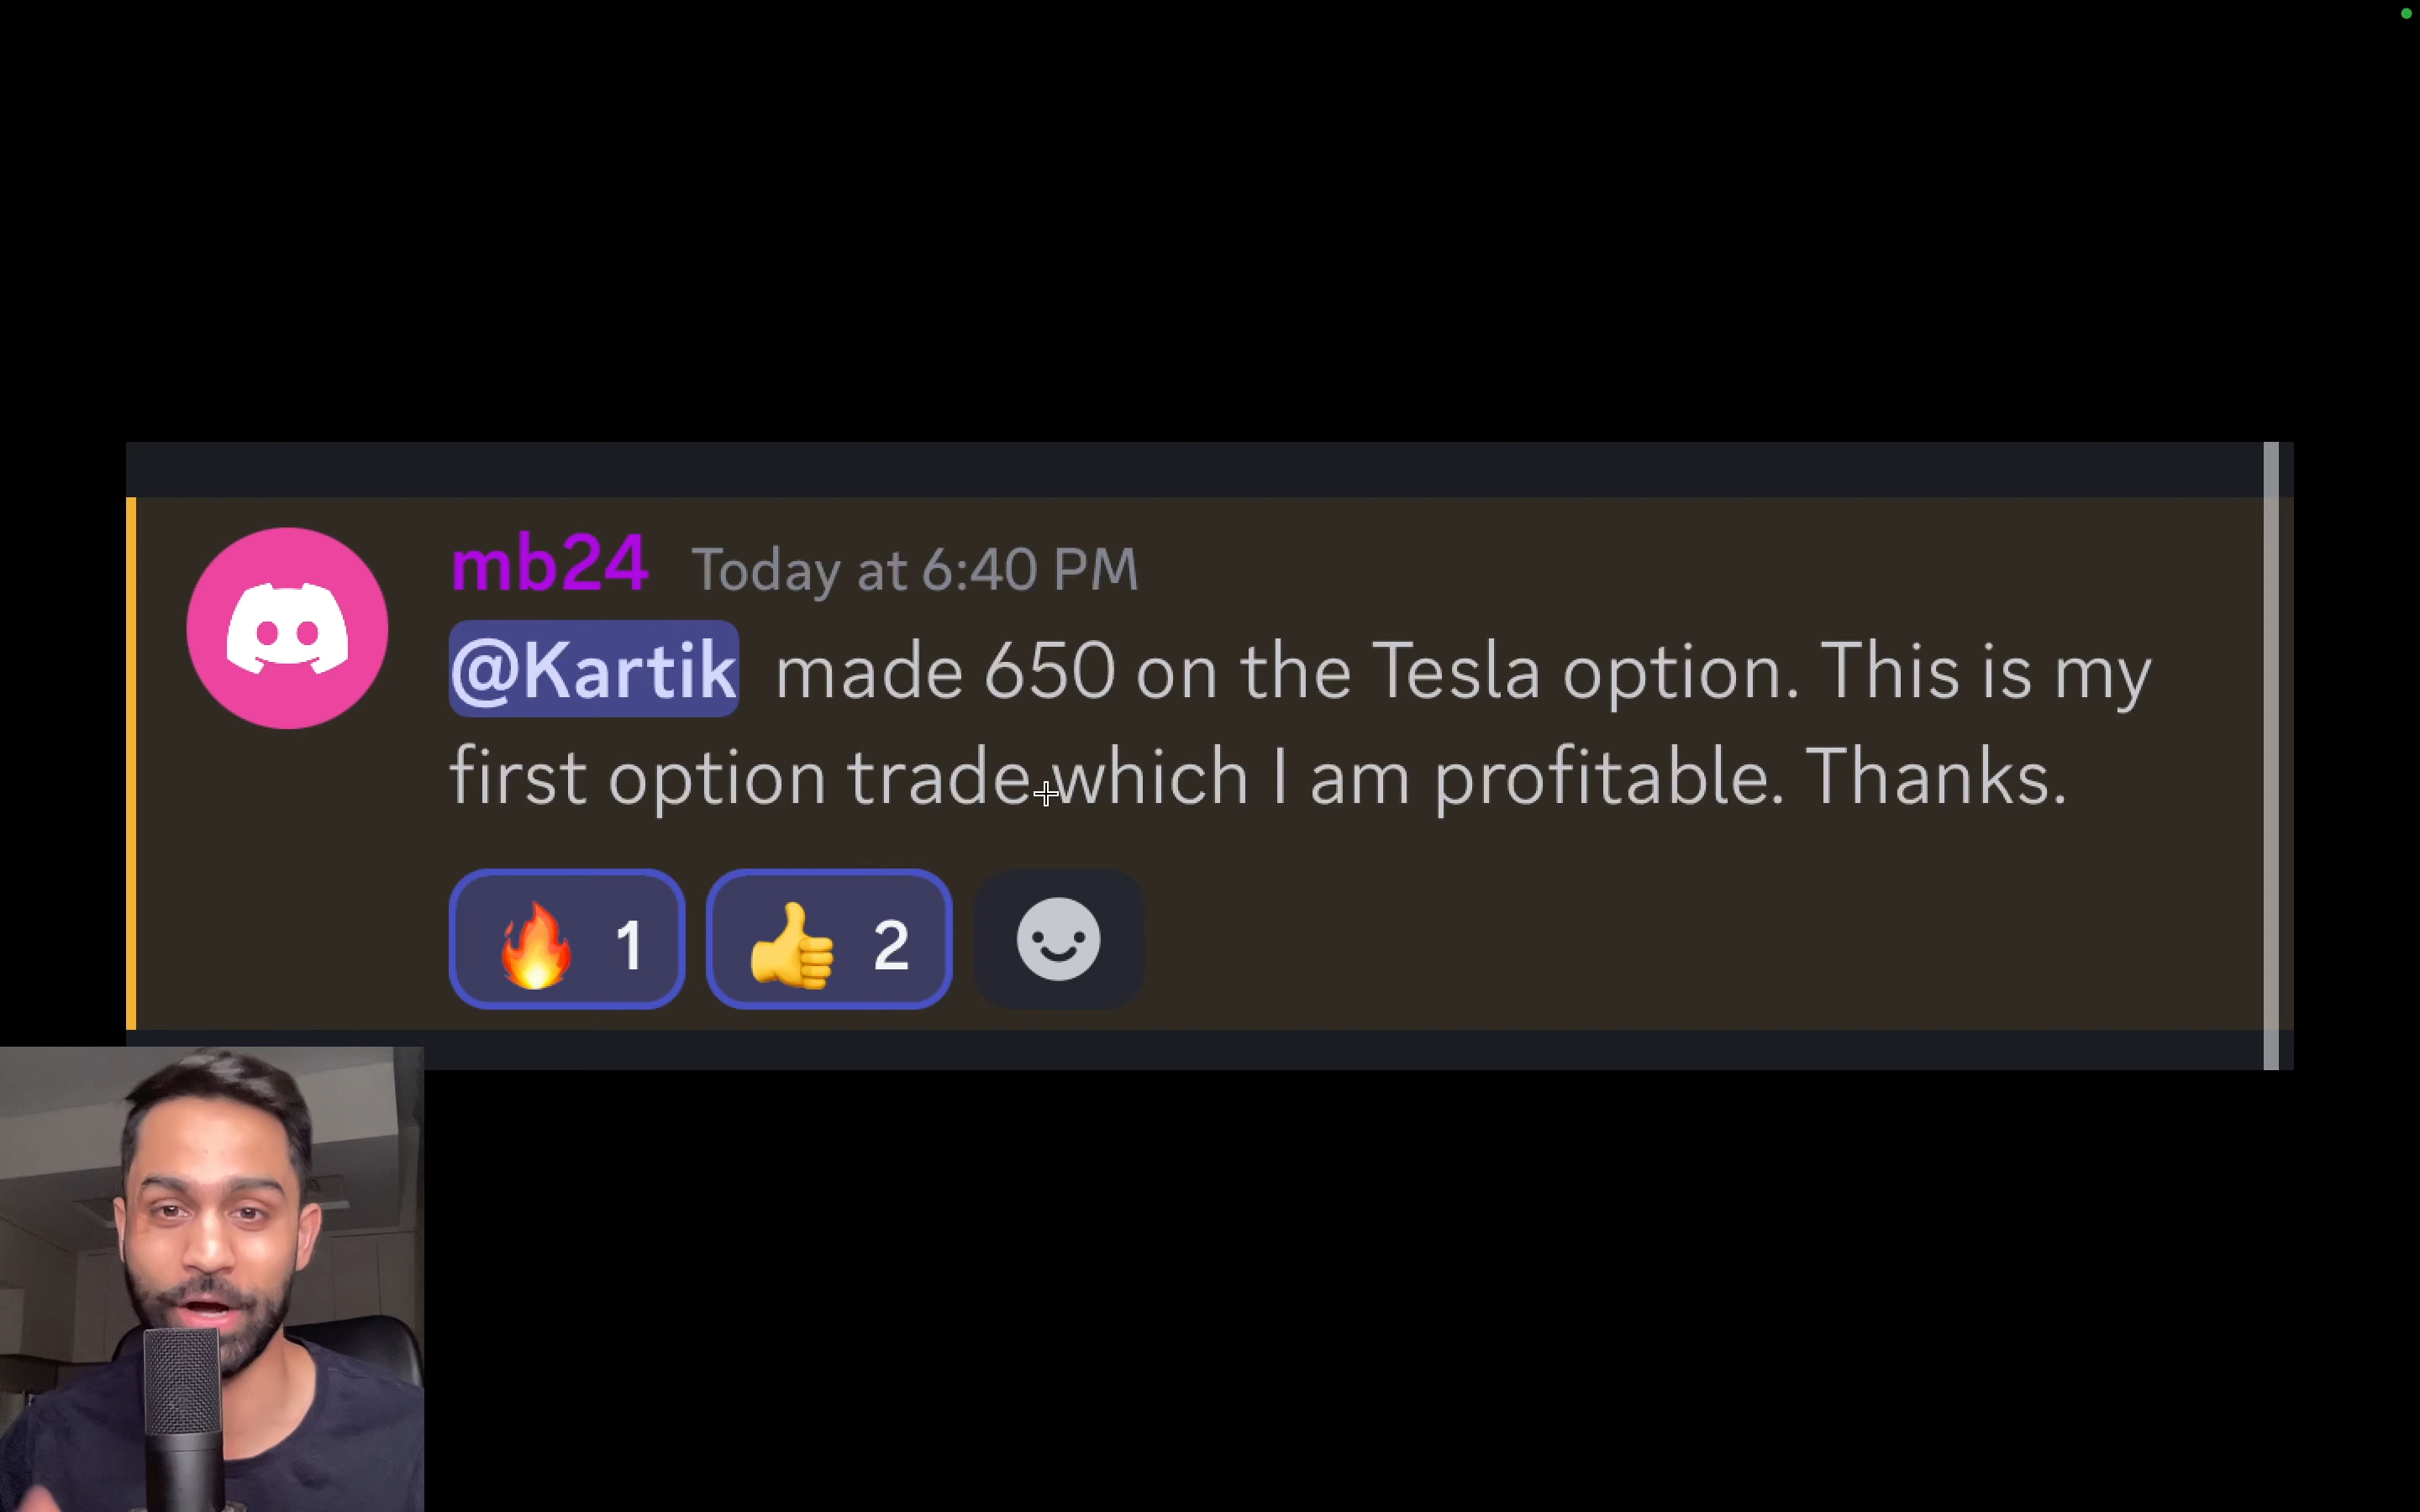 mb24 Today at 6:40 PM
@Kartik made 650 on the Tesla option. This is my
first option trade which I am profitable. Thanks.
1 2